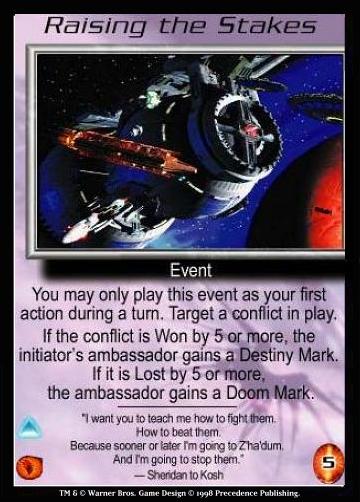 Raising the Stakes
Event
You may only play this event as your first
action during a turn. Target a conflict in play.
If the conflict is Won by 5 or more, the
initiator's ambassador gains a Destiny Mark.
If it is Lost by 5 or more,
the ambassador gains a Doom Mark.
"I want you to teach me how to fight them.
How to beat them.
Because sooner or later I'm going to Z'ha'dum.
And I'm going to stop them."
— Sheridan to Kosh
5
TM & © Warner Bros. Game Design © 1998 Precedence Publishing.